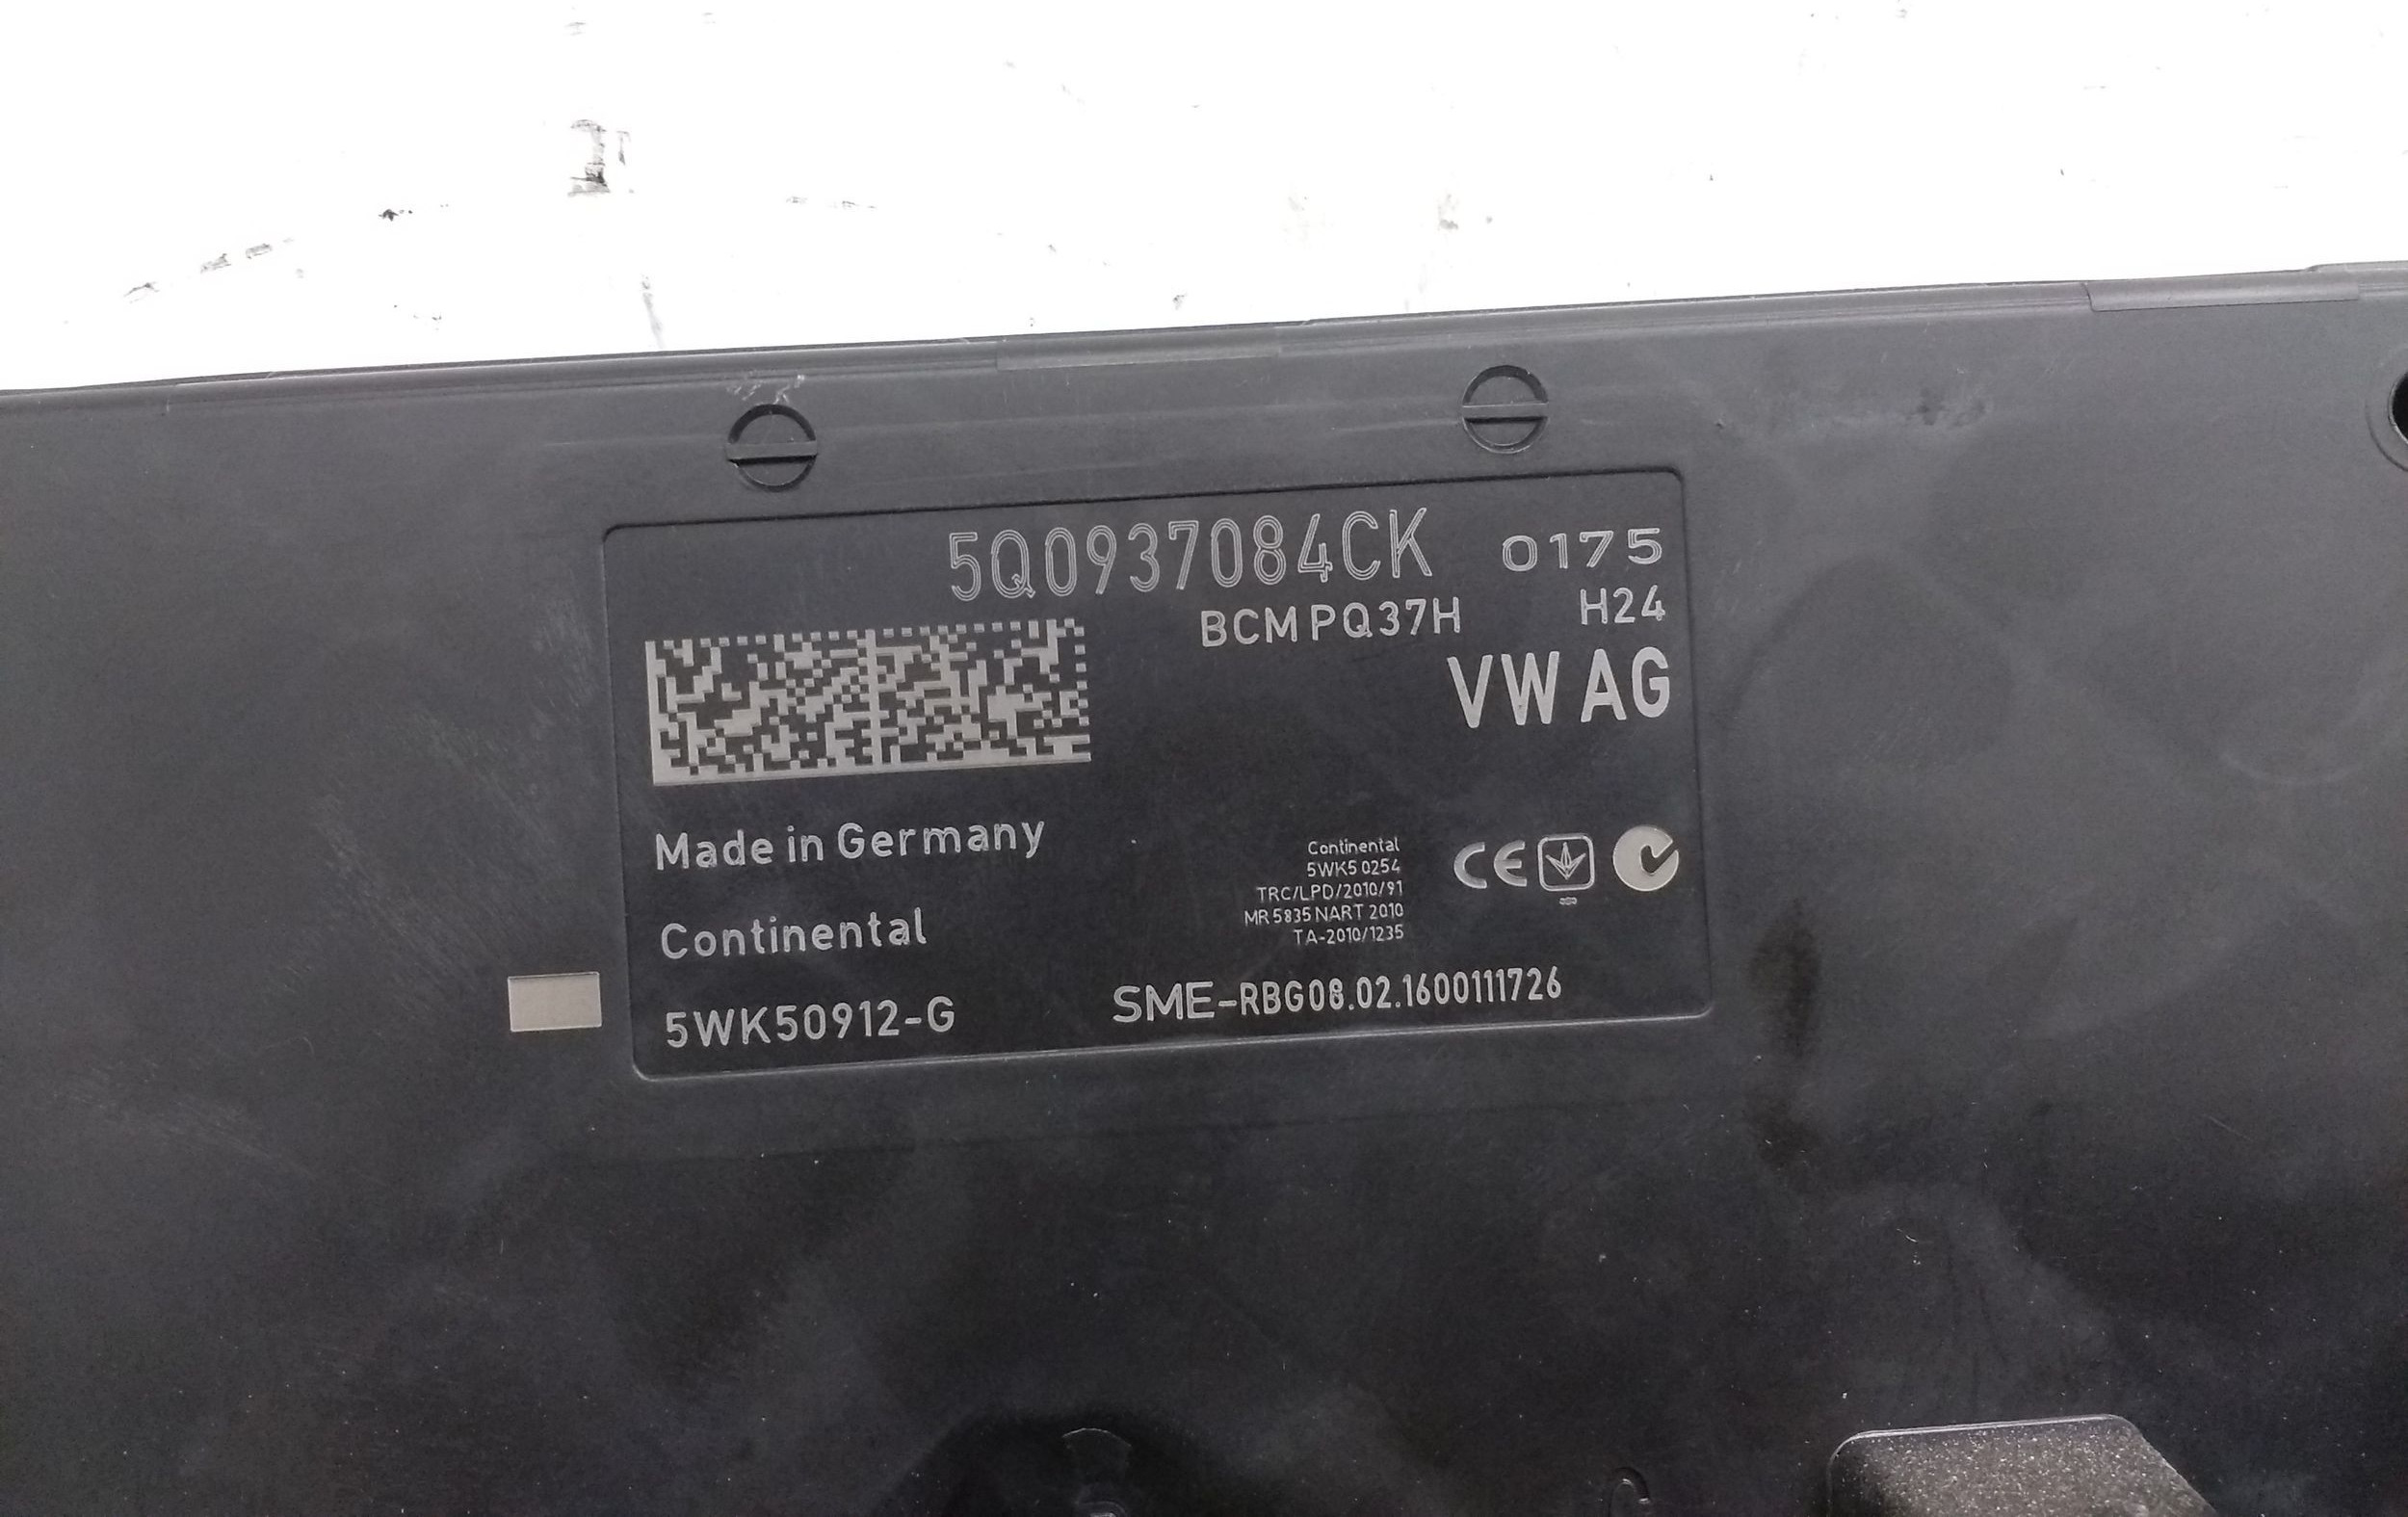 5Q0937084CK 0175
BCM PQ37H H24
VW AG
Made in Germany
Continental
5WK5 0254
TRC/LPD/2010/91
MR 5835 NART 2010
TA-2010/1235
CE
Continental
5WK50912-G
SME-RBG08.02.1600111726